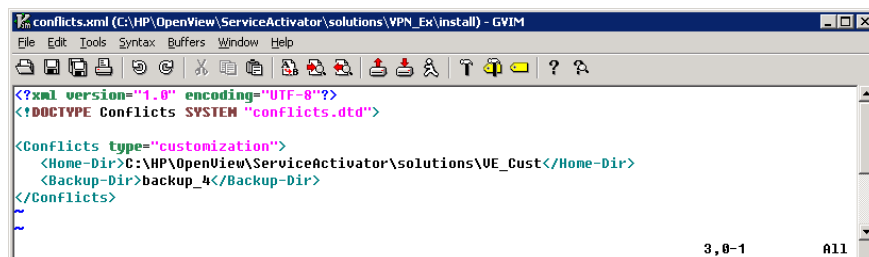 conflicts.xml (C:\HP\OpenView\ServiceActivator\solutions\VPN_Ex\install) - GVIM
File Edit Tools Syntax Buffers Window Help
<?xml version="1.0" encoding="UTF-8"?>
<!DOCTYPE Conflicts SYSTEM "conflicts.dtd">
<Conflicts type="customization">
<Home-Dir>C:\HP\OpenView\ServiceActivator\solutions\VE_Cust</Home-Dir>
<Backup-Dir>backup_4</Backup-Dir>
</Conflicts>
~
~
3,0-1 All